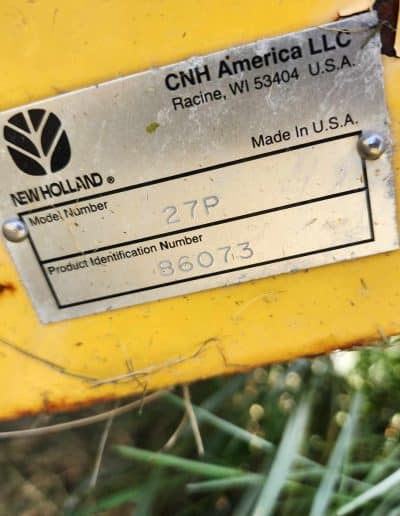 CNH America LLC
Racine, WI 53404 U.S.A.
Made In U.S.A.
NEW HOLLAND ®
Model Number 27P
Product Identification Number
86073